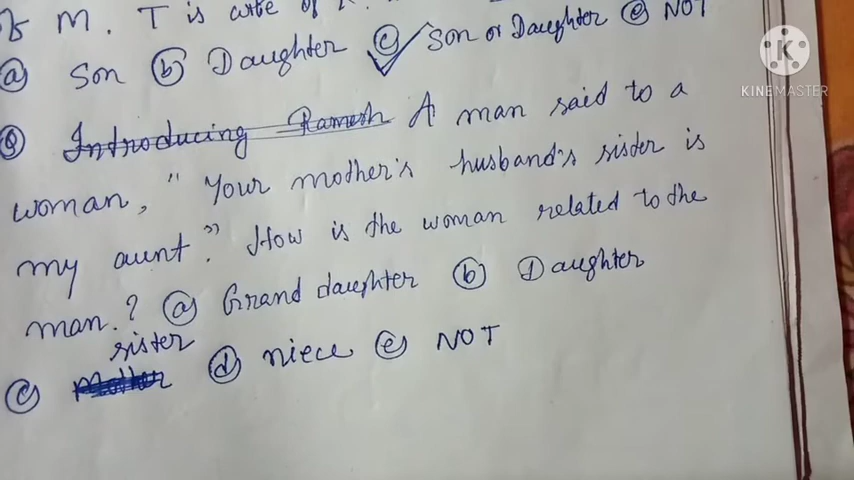 M. T is wife of
(a) Son (b) Daughter (c) Son or Daughter (e) NOT
KINEMASTER
(Q) Introducing Ramesh A man said to a
woman, "Your mother's husband's sister is
my aunt". How is the woman related to the
man.? (a) Grand daughter (b) Daughter
sister
(c) Mother (d) niece (e) NOT